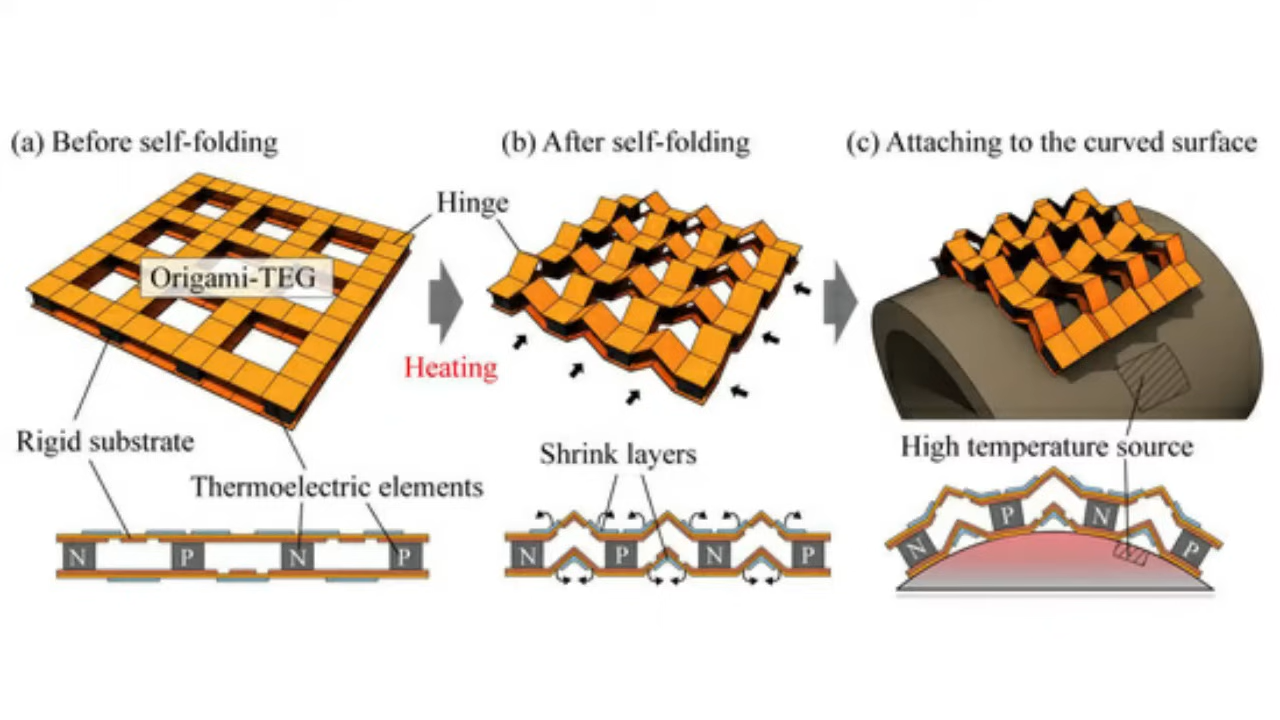 (a) Before self-folding
(b) After self-folding
(c) Attaching to the curved surface
Hinge
Origami-TEG
Heating
Rigid substrate
Thermoelectric elements
Shrink layers
High temperature source
N P N P
N P N P
N P N P